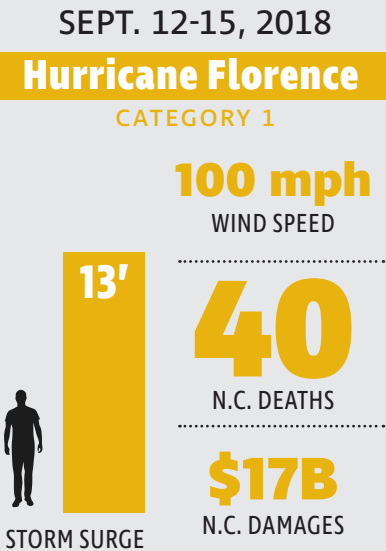 SEPT. 12-15, 2018
Hurricane Florence
CATEGORY 1
100 mph
WIND SPEED
13'
40
N.C. DEATHS
$17B
N.C. DAMAGES
STORM SURGE